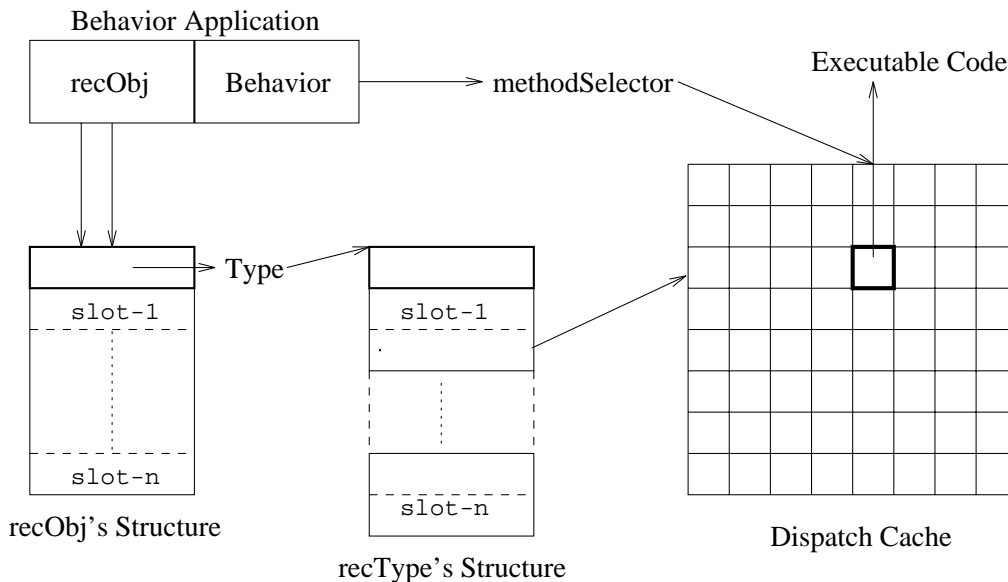 Behavior Application
recObj
Behavior
methodSelector
Executable Code
Type
slot-1
slot-n
recObj's Structure
slot-1
slot-n
recType's Structure
Dispatch Cache